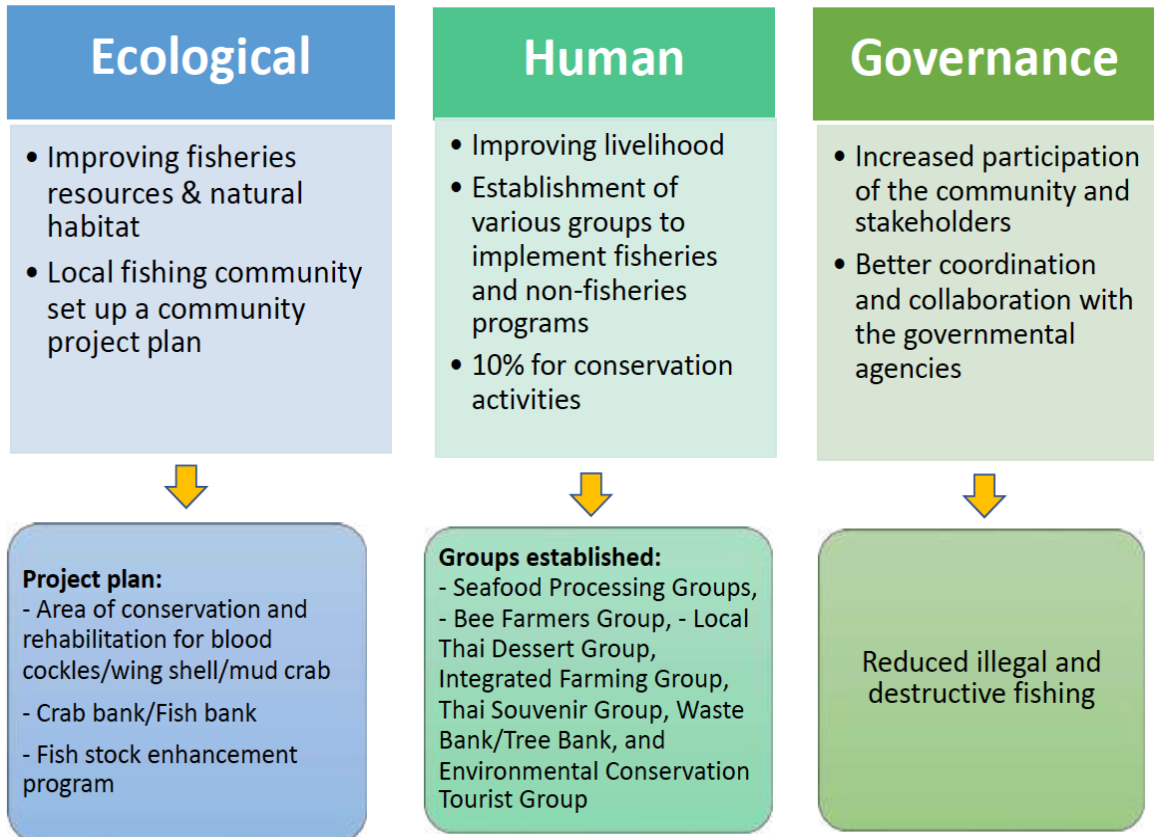 Ecological
• Improving fisheries
resources & natural
habitat
• Local fishing community
set up a community
project plan
Project plan:
- Area of conservation and
rehabilitation for blood
cockles/wing shell/mud crab
- Crab bank/Fish bank
- Fish stock enhancement
program
Human
• Improving livelihood
• Establishment of
various groups to
implement fisheries
and non-fisheries
programs
• 10% for conservation
activities
Groups established:
- Seafood Processing Groups,
- Bee Farmers Group, - Local
Thai Dessert Group,
Integrated Farming Group,
Thai Souvenir Group, Waste
Bank/Tree Bank, and
Environmental Conservation
Tourist Group
Governance
• Increased participation
of the community and
stakeholders
• Better coordination
and collaboration with
the governmental
agencies
Reduced illegal and
destructive fishing